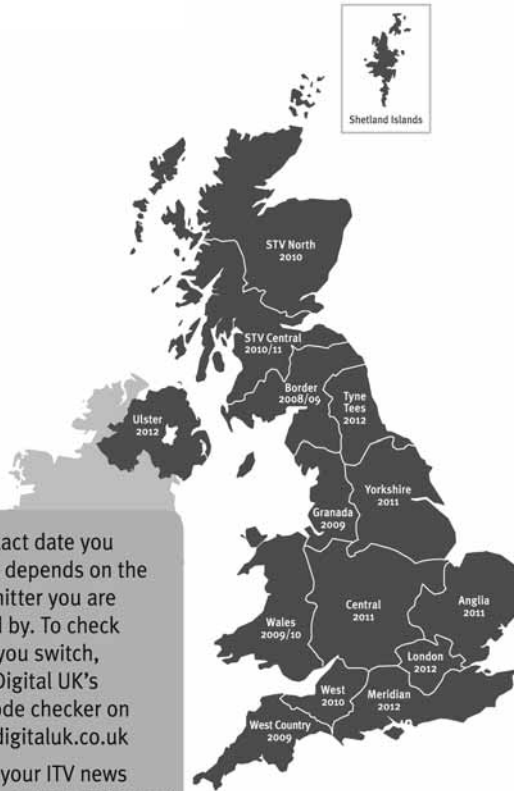 Shetland Islands
STV North
2010
STV Central
2010/11
Border
2008/09
Tyne
Tees
2012
Ulster
2012
Granada
2009
Yorkshire
2011
Wales
2009/10
Central
2011
Anglia
2011
London
2012
West
2010
Meridian
2012
West Country
2009
date you
depends on the
you are
by. To check
you switch,
Digital UK's
checker on
digitaluk.co.uk
your ITV news